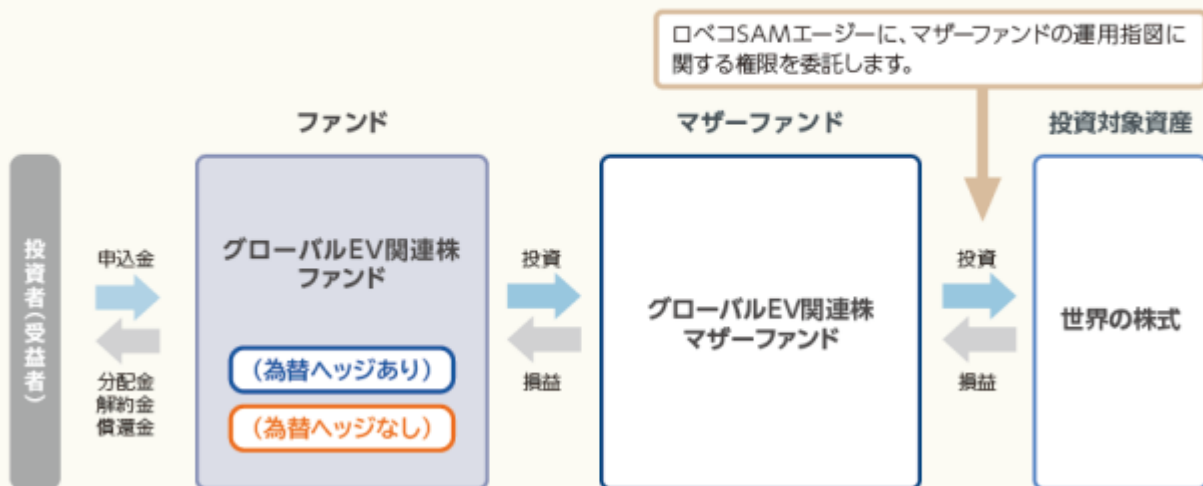 ロベコSAMエージーに、マザーファンドの運用指図に
関する権限を委託します。
ファンド
マザーファンド
投資対象資産
投資者(受益者)
申込金
分配金
解約金
償還金
グローバルEV関連株
ファンド
(為替ヘッジあり)
(為替ヘッジなし)
投資
損益
グローバルEV関連株
マザーファンド
投資
損益
世界の株式